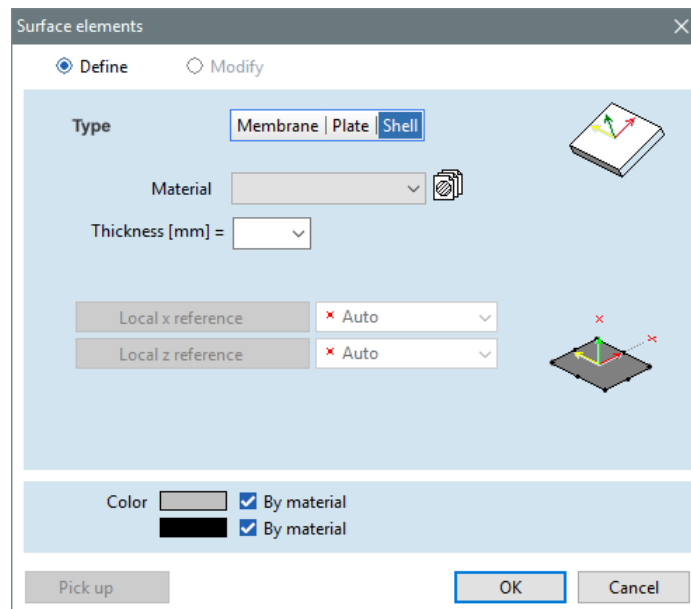 Surface elements
Define Modify
Type Membrane | Plate | Shell
Material
Thickness [mm] =
Local x reference Auto
Local z reference Auto
Color By material
By material
Pick up OK Cancel